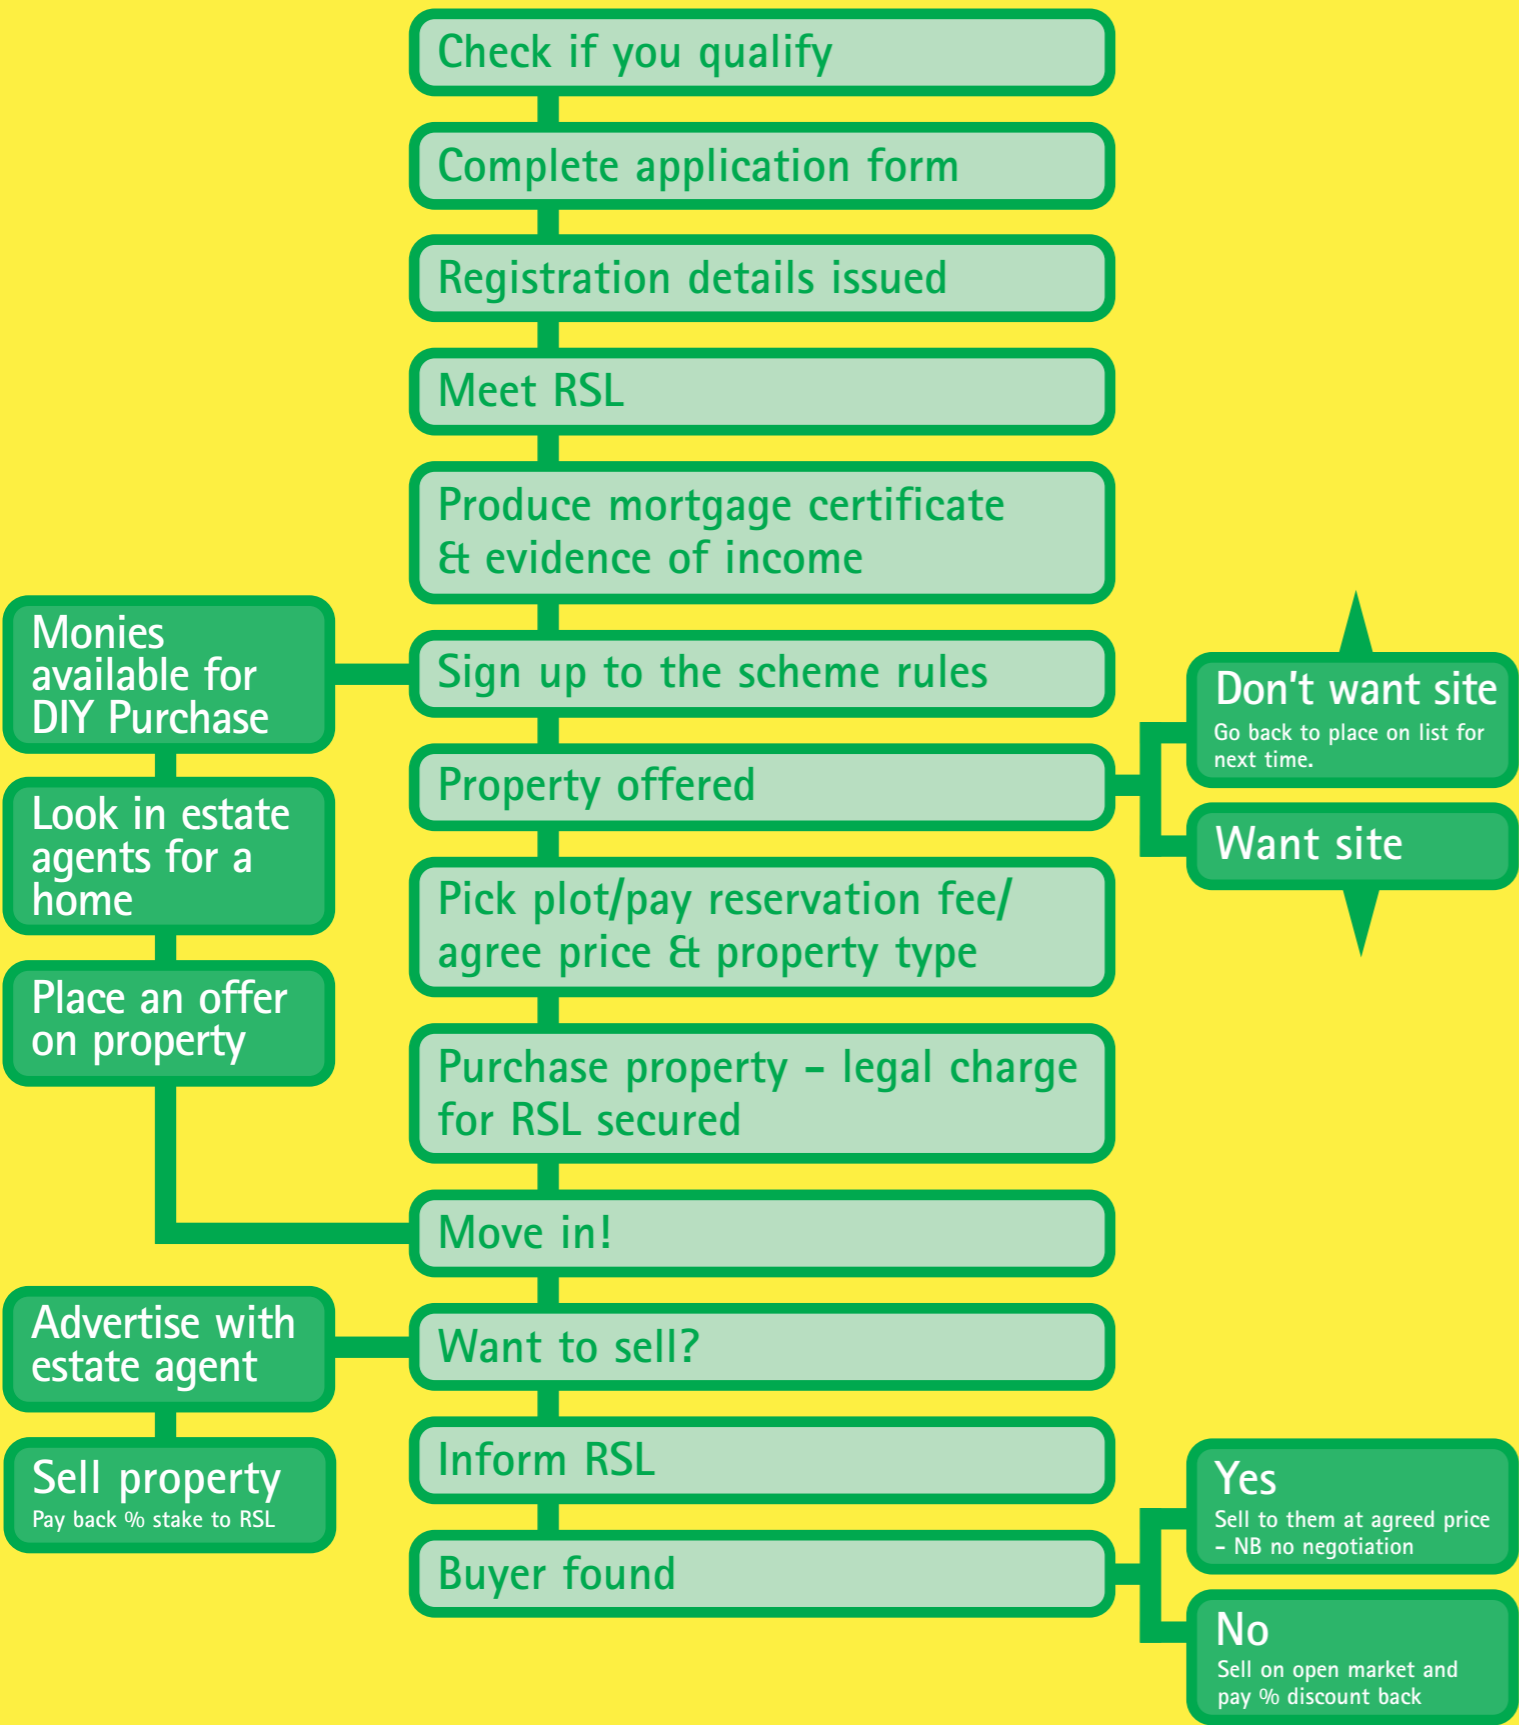 Check if you qualify
Complete application form
Registration details issued
Meet RSL
Produce mortgage certificate
& evidence of income
Monies
available for
DIY Purchase
Sign up to the scheme rules
Don't want site
Go back to place on list for
next time.
Property offered
Look in estate
agents for a
home
Want site
Pick plot/pay reservation fee/
agree price & property type
Place an offer
on property
Purchase property - legal charge
for RSL secured
Move in!
Advertise with
estate agent
Want to sell?
Inform RSL
Sell property
Pay back % stake to RSL
Yes
Sell to them at agreed price
- NB no negotiation
Buyer found
No
Sell on open market and
pay % discount back